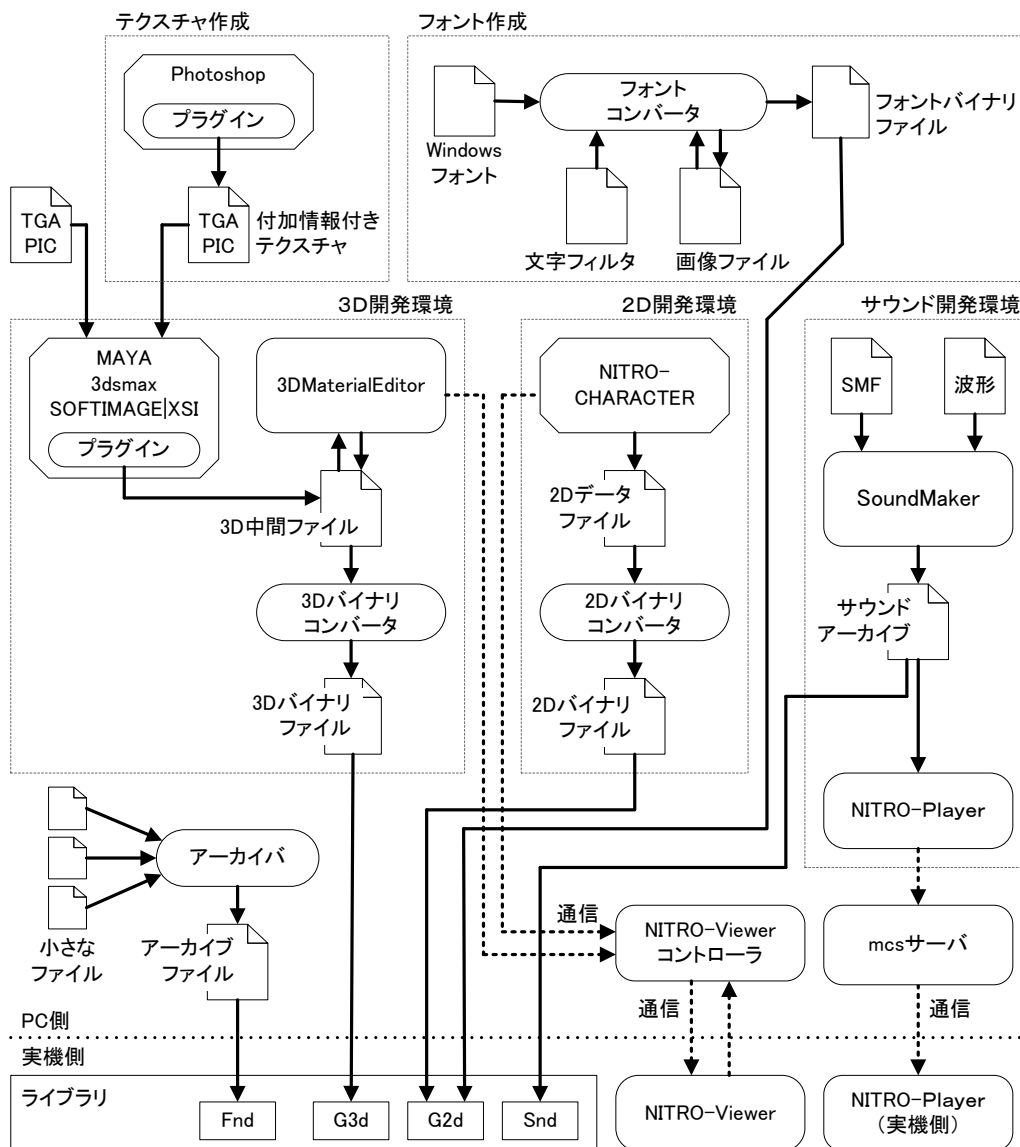 テクスチャ作成
Photoshop
プラグイン
TGA
PIC
TGA
PIC
付加情報付き
テクスチャ
フォント作成
Windows
フォント
フォント
コンバータ
フォントバイナリ
ファイル
文字フィルタ
画像ファイル
3D開発環境
MAYA
3dsmax
SOFTIMAGE|XSI
プラグイン
3DMaterialEditor
3D中間ファイル
3Dバイナリ
コンバータ
3Dバイナリ
ファイル
2D開発環境
NITRO-
CHARACTER
2Dデータ
ファイル
2Dバイナリ
コンバータ
2Dバイナリ
ファイル
サウンド開発環境
SMF
波形
SoundMaker
サウンド
アーカイブ
NITRO-Player
アーカイバ
小さな
ファイル
アーカイブ
ファイル
通信
NITRO-Viewer
コントローラ
mcsサーバ
通信
通信
PC側
実機側
ライブラリ
Fnd
G3d
G2d
Snd
NITRO-Viewer
NITRO-Player
(実機側)